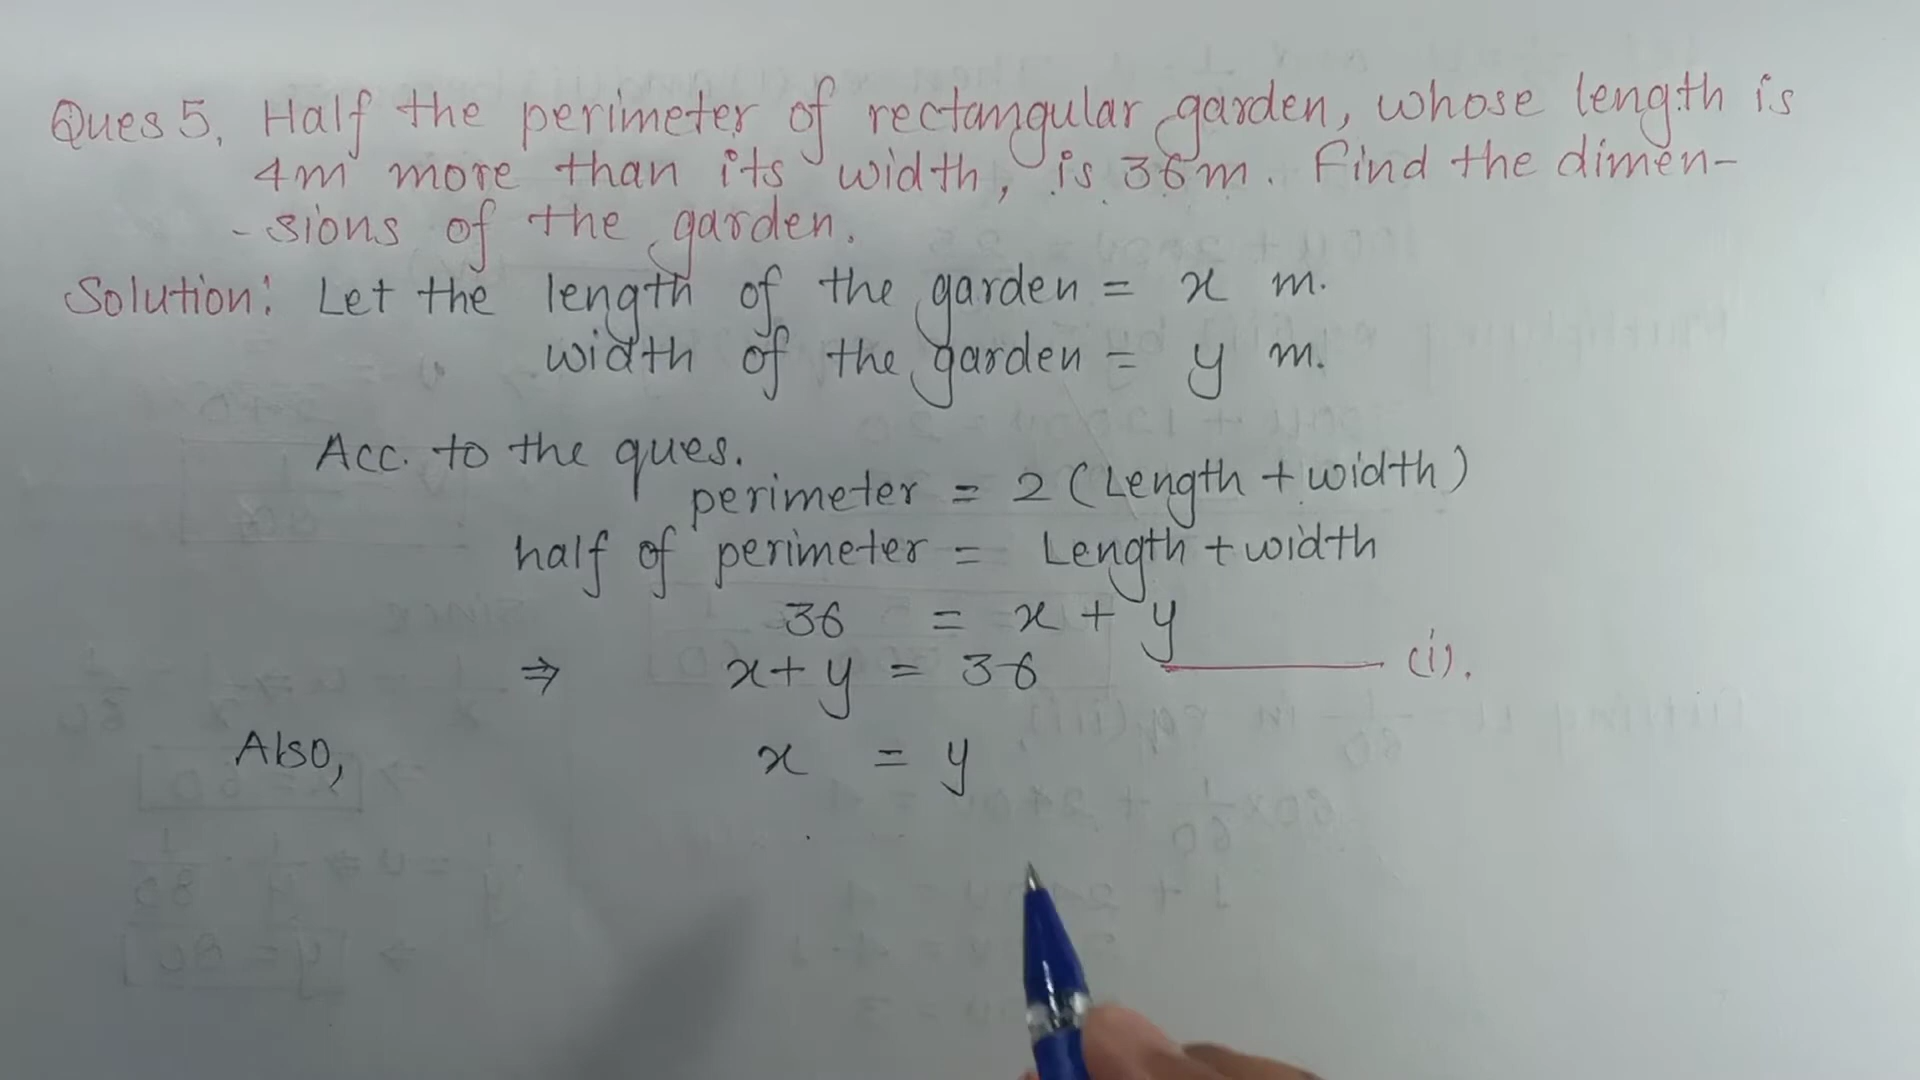 Ques 5, Half the perimeter of rectangular garden, whose length is
4m more than its width, is 36m. Find the dimen-
-sions of the garden.
Solution: Let the length of the garden = x m.
width of the garden = y m.
Acc. to the ques.
perimeter = 2 (Length + width)
half of perimeter = Length + width
36 = x + y
⇒ x + y = 36 (i).
Also, x = y